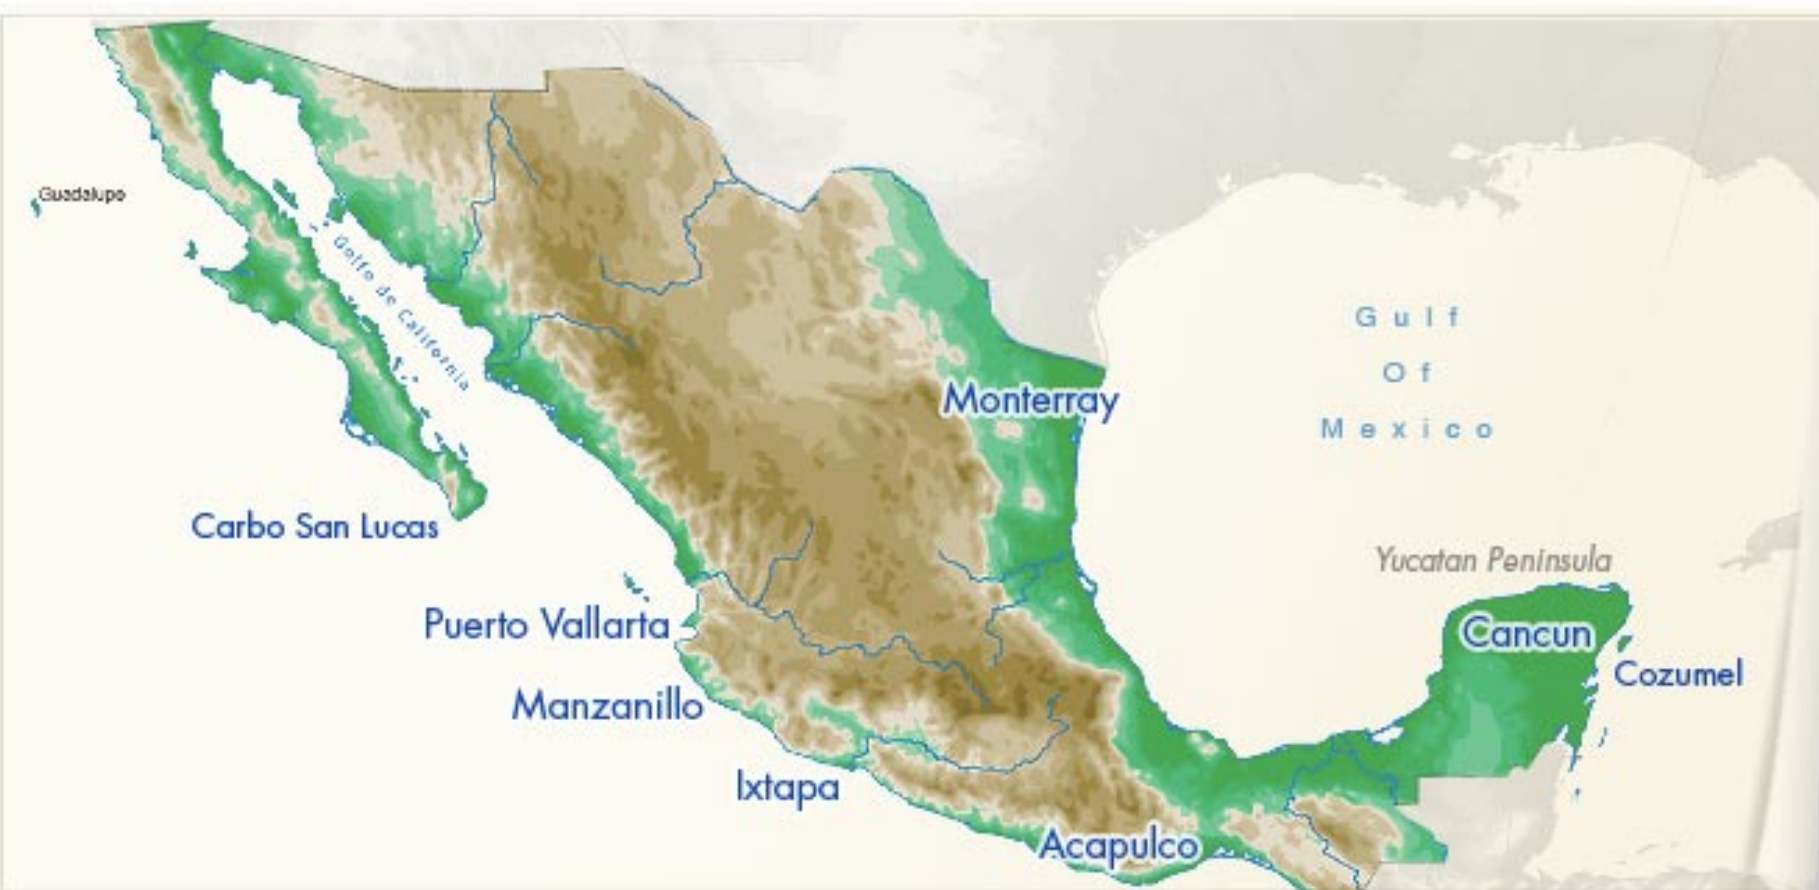 Guadalupo
Golfo de California
Gulf
Of
Mexico
Monterray
Carbo San Lucas
Yucatan Peninsula
Puerto Vallarta
Cancun
Cozumel
Manzanillo
Ixtapa
Acapulco